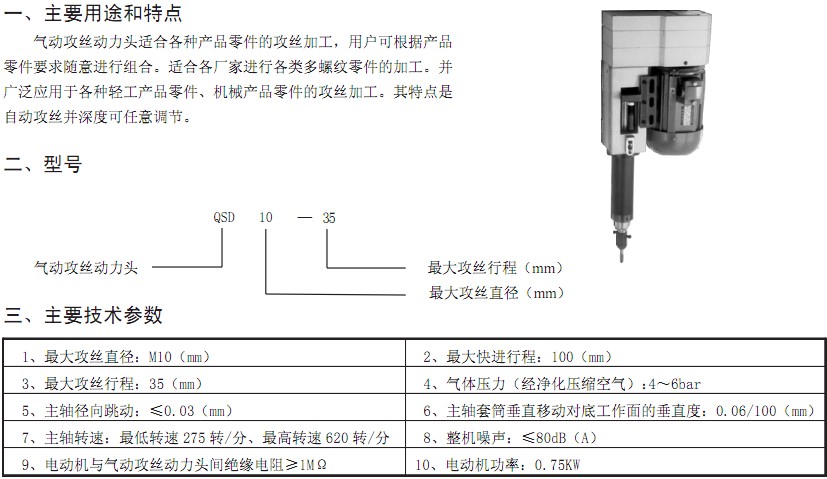 一、主要用途和特点
气动攻丝动力头适合各种产品零件的攻丝加工，用户可根据产品
零件要求随意进行组合。适合各厂家进行各类多螺纹零件的加工。并
广泛应用于各种轻工产品零件、机械产品零件的攻丝加工。其特点是
自动攻丝并深度可任意调节。
二、型号
QSD 10 — 35
气动攻丝动力头
最大攻丝行程（mm）
最大攻丝直径（mm）
三、主要技术参数
1、最大攻丝直径：M10（mm）
2、最大快进行程：100（mm）
3、最大攻丝行程：35（mm）
4、气体压力（经净化压缩空气）:4～6bar
5、主轴径向跳动：≤0.03（mm）
6、主轴套筒垂直移动对底工作面的垂直度：0.06/100（mm）
7、主轴转速：最低转速 275 转/分、最高转速 620 转/分
8、整机噪声：≤80dB（A）
9、电动机与气动攻丝动力头间绝缘电阻≥1MΩ
10、电动机功率：0.75KW